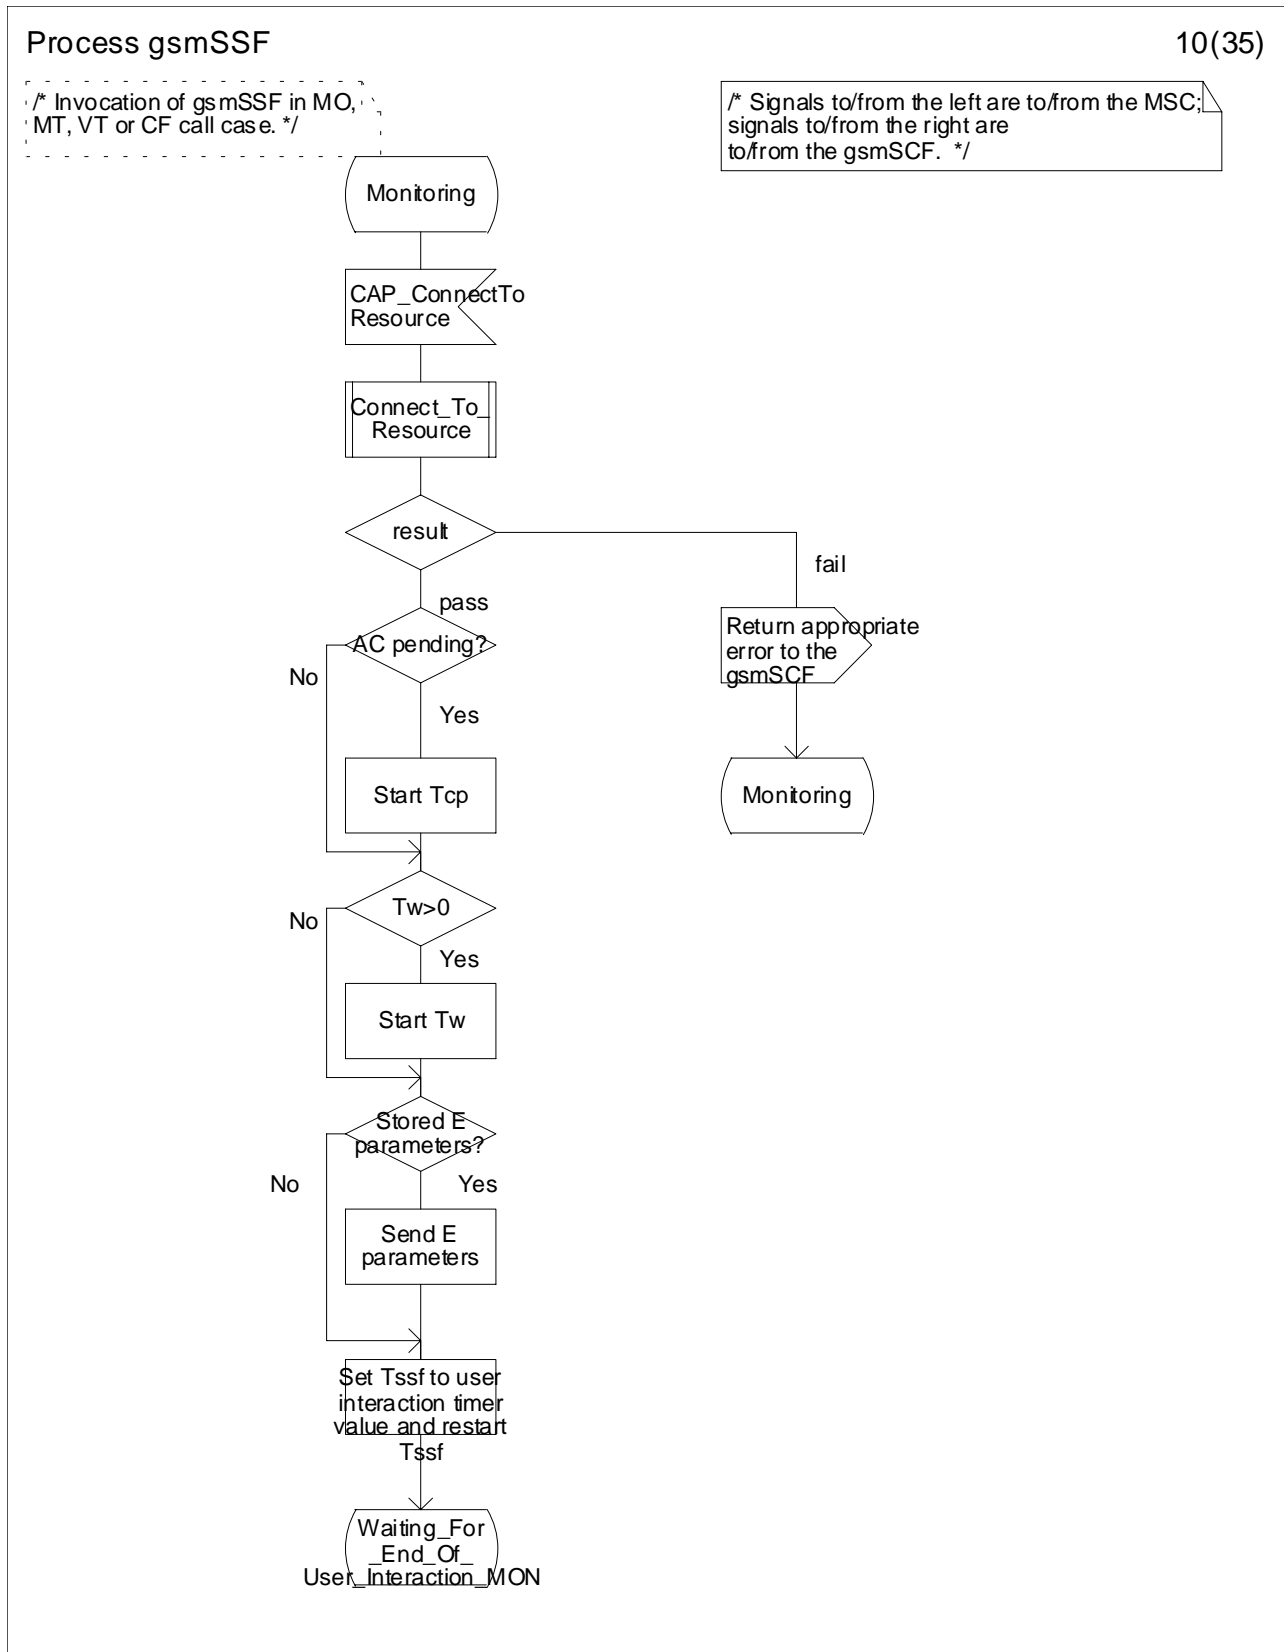 Process gsmSSF
10(35)
/* Invocation of gsmSSF in MO,
MT, VT or CF call case. */
/* Signals to/from the left are to/from the MSC;
signals to/from the right are
to/from the gsmSCF.  */
Monitoring
CAP_ConnectTo
Resource
Connect_To_
Resource
result
fail
pass
Return appropriate
error to the
gsmSCF
AC pending?
No
Yes
Start Tcp
Monitoring
Tw>0
No
Yes
Start Tw
Stored E
parameters?
No
Yes
Send E
parameters
Set Tssf to user
interaction timer
value and restart
Tssf
Waiting_For
_End_Of_
User_Interaction_MON